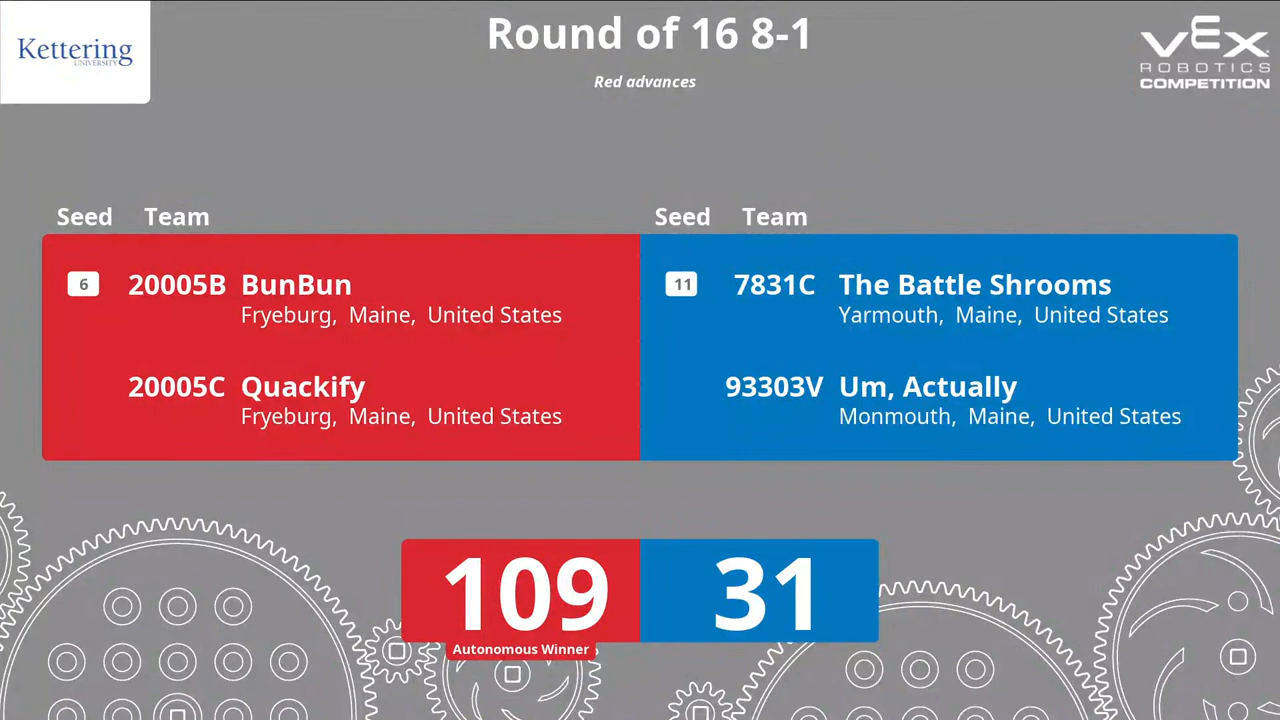 Kettering
UNIVERSITY
Round of 16 8-1
Red advances
VEX
ROBOTICS
COMPETITION
Seed Team
Seed Team
6 20005B BunBun
Fryeburg, Maine, United States
20005C Quackify
Fryeburg, Maine, United States
11 7831C The Battle Shrooms
Yarmouth, Maine, United States
93303V Um, Actually
Monmouth, Maine, United States
109
31
Autonomous Winner